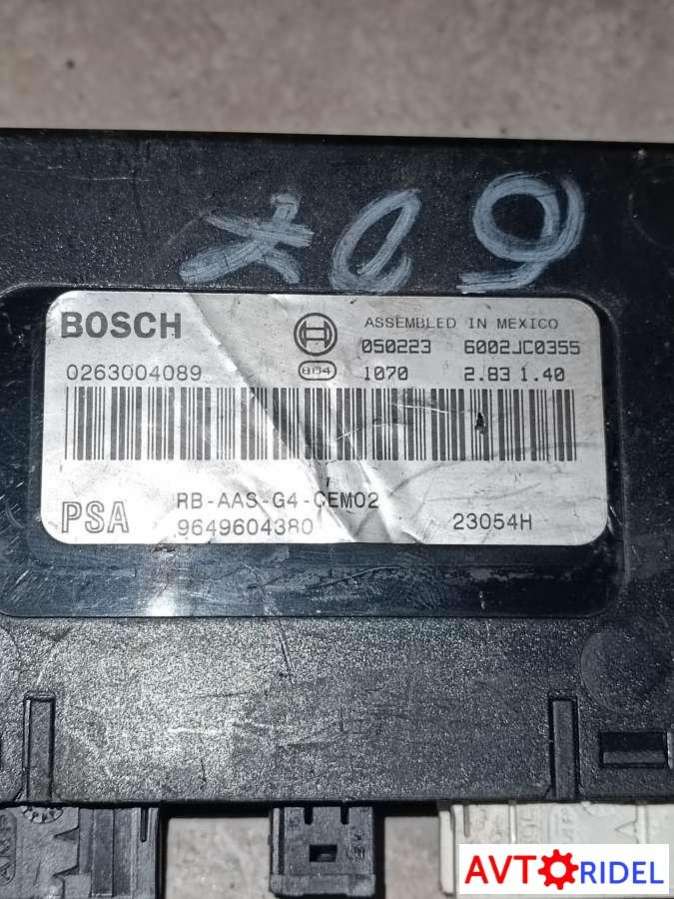 60x
BOSCH
ASSEMBLED IN MEXICO
050223 6002JC0355
0263004089
1070 2.83 1.40
RB-AAS-G4-CEM02
PSA
9649604380
23054H
AVTORIDEL